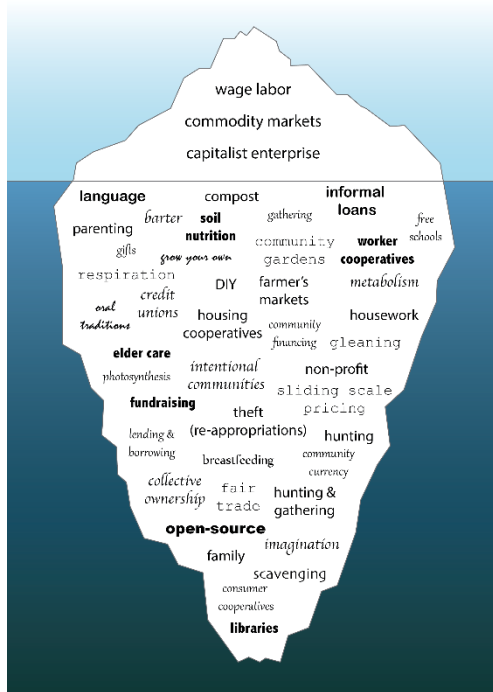 wage labor
commodity markets
capitalist enterprise
language
compost
informal
loans
parenting
barter
soil
nutrition
gathering
free
schools
gifts
grow your own
community
gardens
worker
cooperatives
respiration
credit
unions
DIY
farmer's
markets
metabolism
oral
traditions
housing
cooperatives
community
financing
housework
gleaning
elder care
photosynthesis
intentional
communities
non-profit
sliding scale
pricing
fundraising
theft
(re-appropriations)
hunting
lending &
borrowing
breastfeeding
community
currency
collective
ownership
fair
trade
hunting &
gathering
open-source
family
imagination
scavenging
consumer
cooperatives
libraries